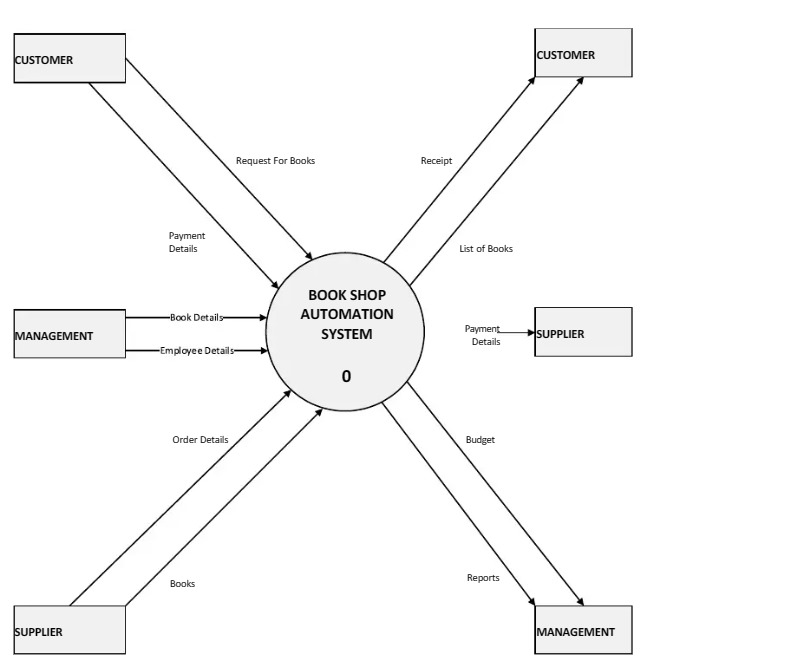 CUSTOMER
CUSTOMER
Request For Books
Receipt
Payment
Details
List of Books
BOOK SHOP
AUTOMATION
SYSTEM
0
MANAGEMENT
Book Details
Employee Details
Payment
Details
SUPPLIER
Order Details
Budget
Books
Reports
SUPPLIER
MANAGEMENT